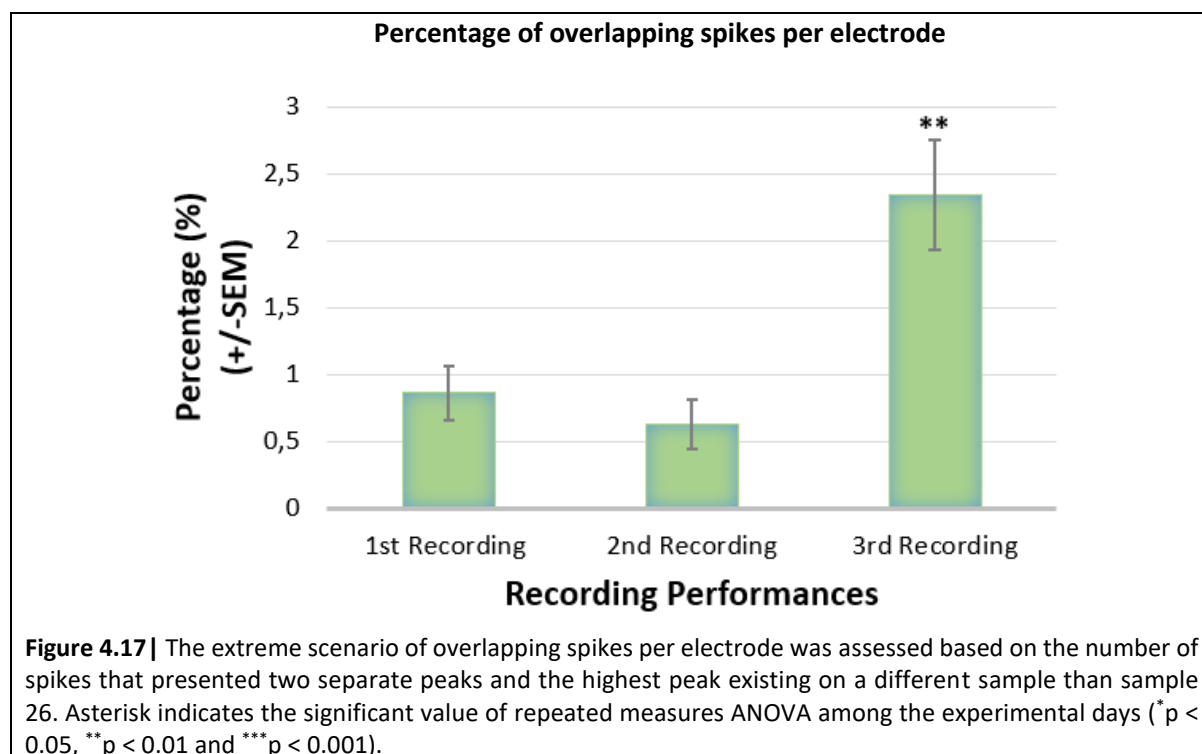 Percentage of overlapping spikes per electrode
3
**
2,5
2
1,5
1
0,5
0
Percentage (%)
(+/-SEM)
1st Recording 2nd Recording 3rd Recording
Recording Performances
Figure 4.17| The extreme scenario of overlapping spikes per electrode was assessed based on the number of
spikes that presented two separate peaks and the highest peak existing on a different sample than sample
26. Asterisk indicates the significant value of repeated measures ANOVA among the experimental days (*p <
0.05, **p < 0.01 and ***p < 0.001).